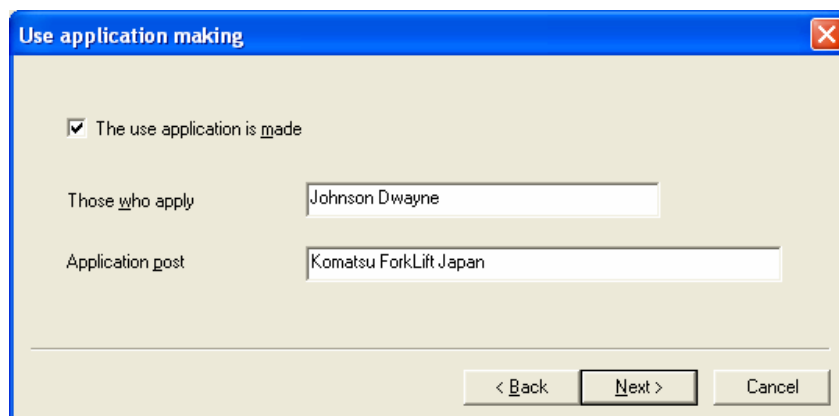 Use application making
The use application is made
Those who apply Johnson Dwayne
Application post Komatsu ForkLift Japan
< Back Next > Cancel